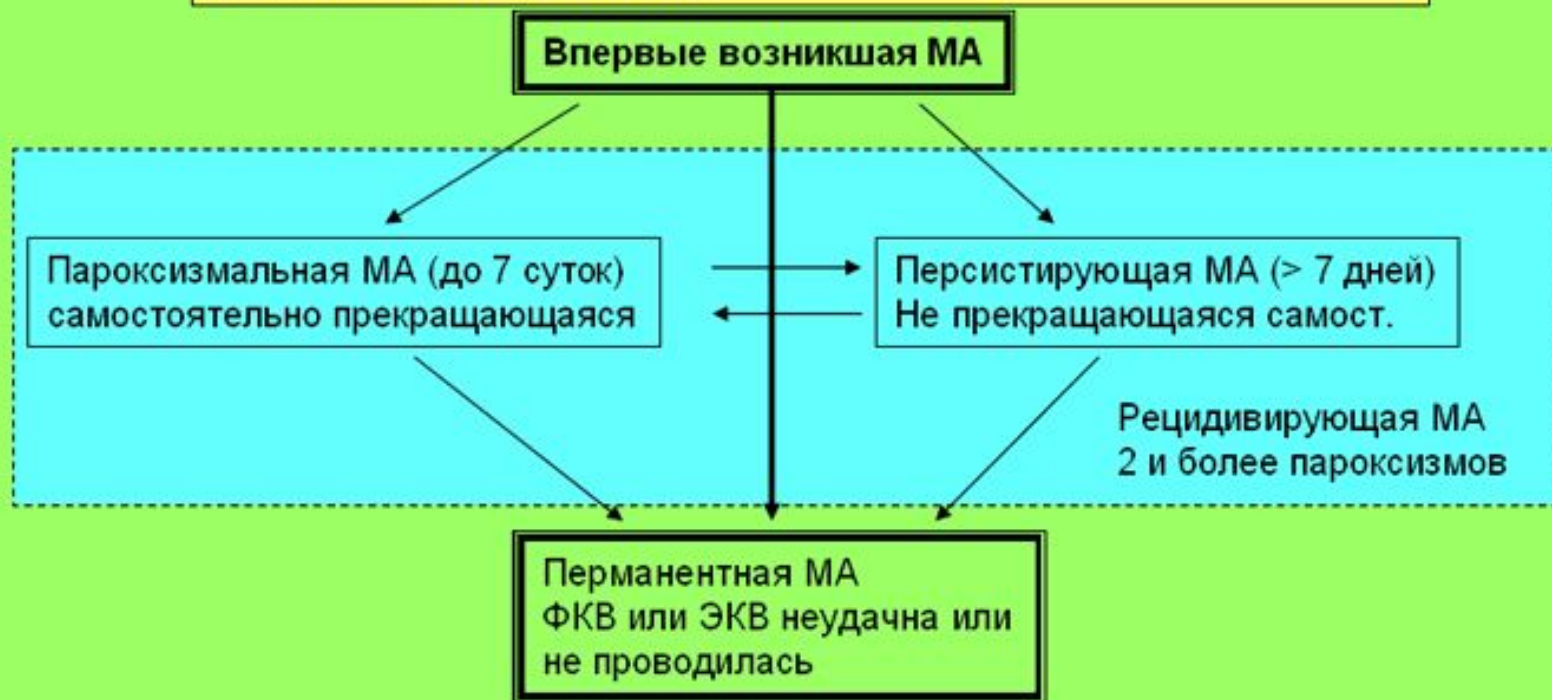 Впервые возникшая МА
Пароксизмальная МА (до 7 суток)
самостоятельно прекращающаяся
Персистирующая МА (> 7 дней)
Не прекращающаяся самост.
Рецидивирующая МА
2 и более пароксизмов
Перманентная МА
ФКВ или ЭКВ неудачна или
не проводилась